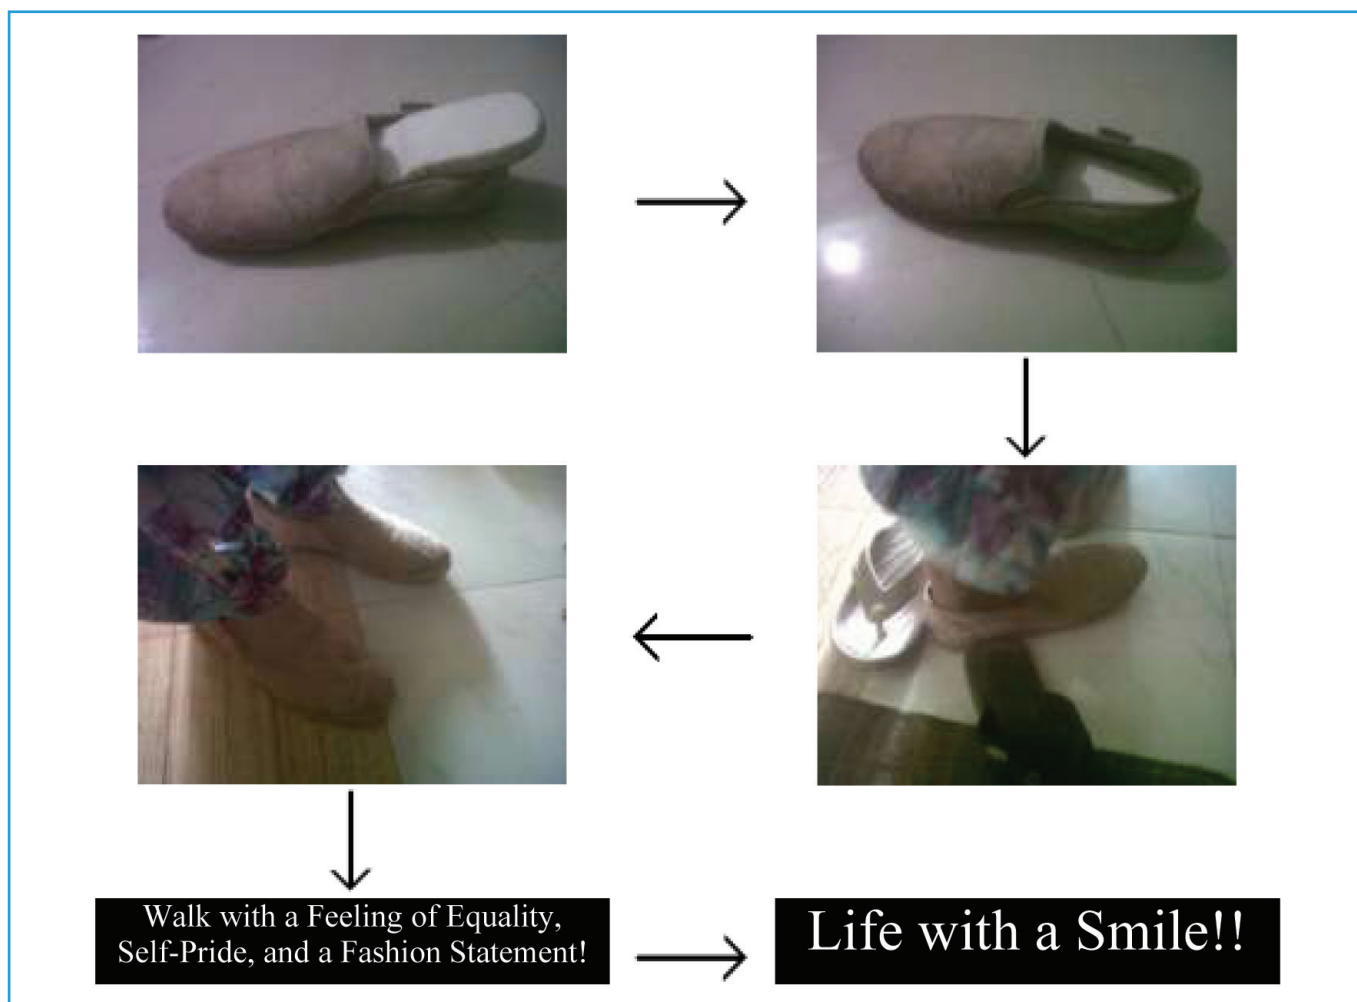 Walk with a Feeling of Equality,
Self-Pride, and a Fashion Statement!
Life with a Smile!!